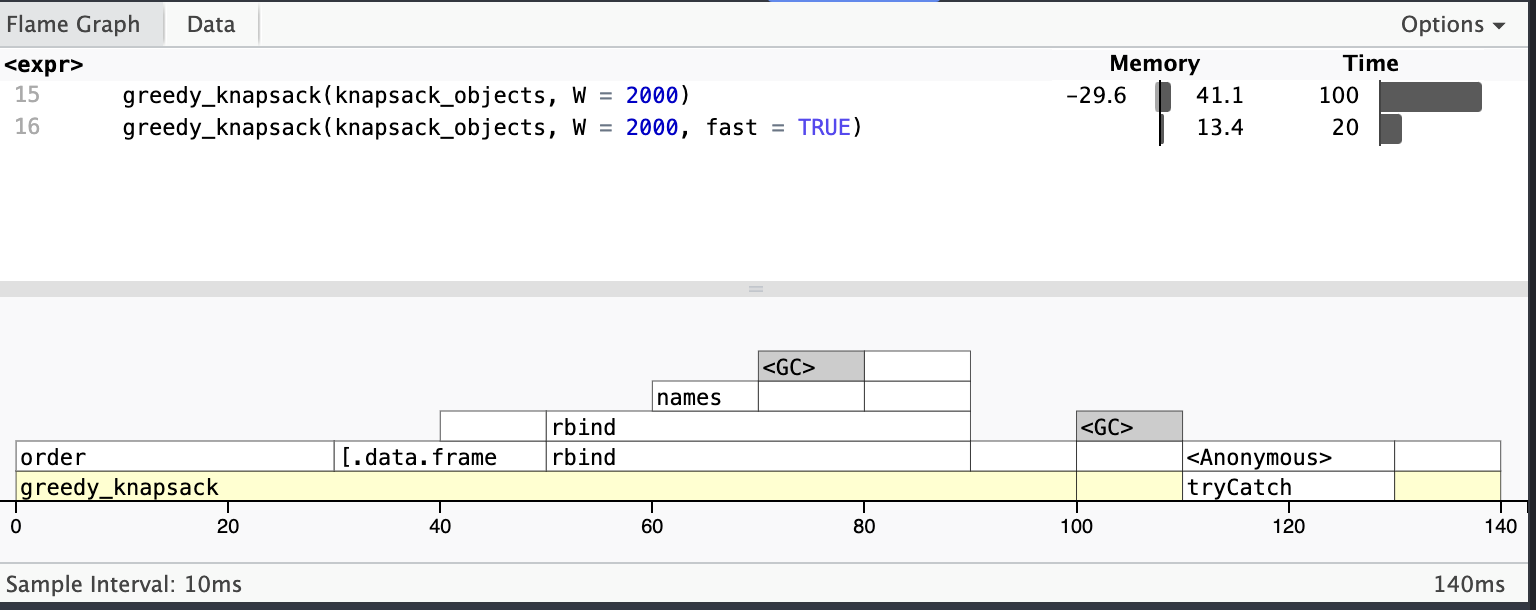 Flame Graph Data Options
<expr> Memory Time
15 greedy_knapsack(knapsack_objects, W = 2000) -29.6 41.1 100
16 greedy_knapsack(knapsack_objects, W = 2000, fast = TRUE) 13.4 20
<GC>
names
rbind <GC>
order [.data.frame rbind <Anonymous>
greedy_knapsack tryCatch
0 20 40 60 80 100 120 140
Sample Interval: 10ms 140ms